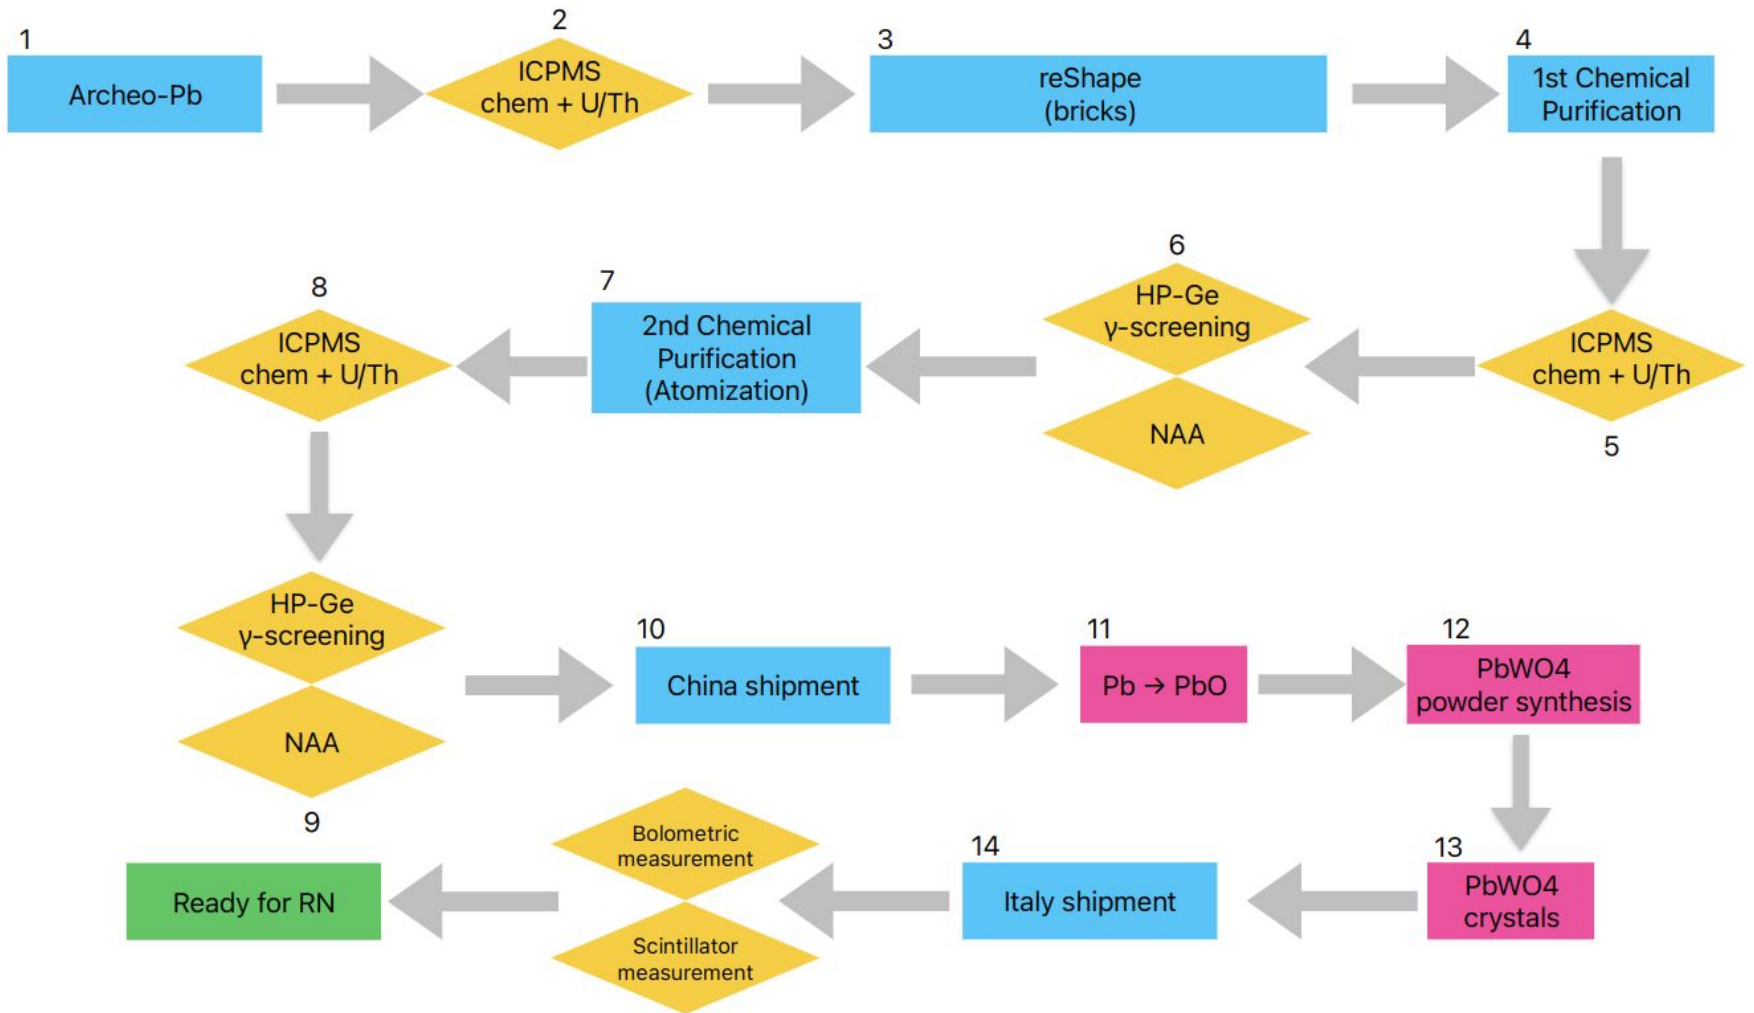 1
Archeo-Pb
2
ICPMS
chem + U/Th
3
reShape
(bricks)
4
1st Chemical
Purification
ICPMS
chem + U/Th
5
6
HP-Ge
γ-screening
NAA
7
2nd Chemical
Purification
(Atomization)
8
ICPMS
chem + U/Th
HP-Ge
γ-screening
NAA
9
10
China shipment
11
Pb → PbO
12
PbWO4
powder synthesis
13
PbWO4
crystals
14
Italy shipment
Bolometric
measurement
Scintillator
measurement
Ready for RN